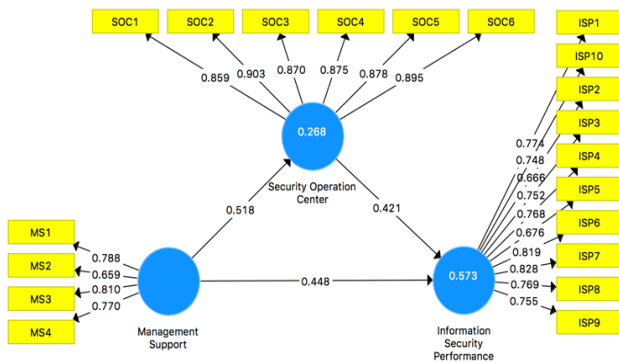 SOC1 SOC2 SOC3 SOC4 SOC5 SOC6 ISP1
ISP10
0.859 0.903 0.870 0.875 0.878 0.895
ISP2
ISP3
0.268
0.774
0.748
ISP4
0.666
0.752
Security Operation
Center
ISP5
0.768
0.676
0.518 0.421
ISP6
0.819
MS1
0.788
ISP7
0.828
MS2
0.659
0.448
0.573
0.769
ISP8
MS3
0.810
0.755
MS4
0.770
ISP9
Management
Support
Information
Security
Performance